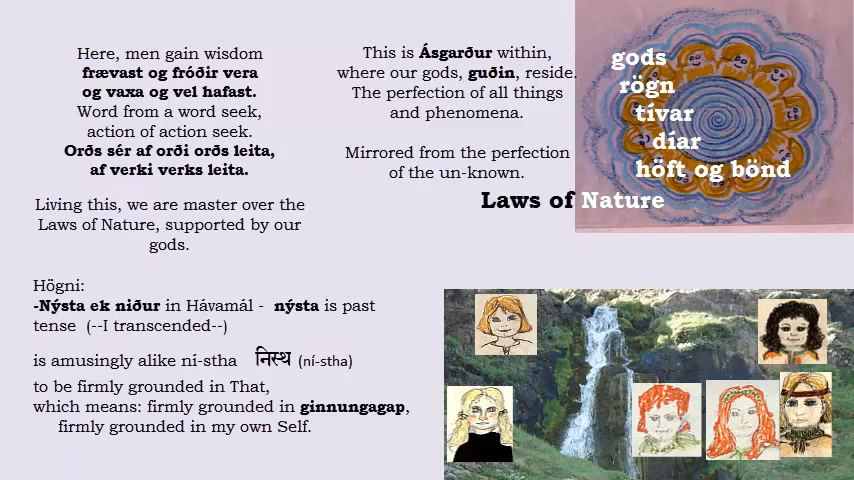 Here, men gain wisdom
frævast og fróðir vera
og vaxa og vel hafast.
Word from a word seek,
action of action seek.
Orðs sér af orði orðs leita,
af verki verks leita.
Living this, we are master over the
Laws of Nature, supported by our
gods.
This is Ásgarður within,
where our gods, guðin, reside.
The perfection of all things
and phenomena.
Mirrored from the perfection
of the un-known.
gods
rögn
tívar
díar
höft og bönd
Laws of Nature
Högni:
-Nýsta ek niður in Hávamál - nýsta is past
tense (--I transcended--)
is amusingly alike ní-stha निस्थ (ní-stha)
to be firmly grounded in That,
which means: firmly grounded in ginnungagap,
firmly grounded in my own Self.